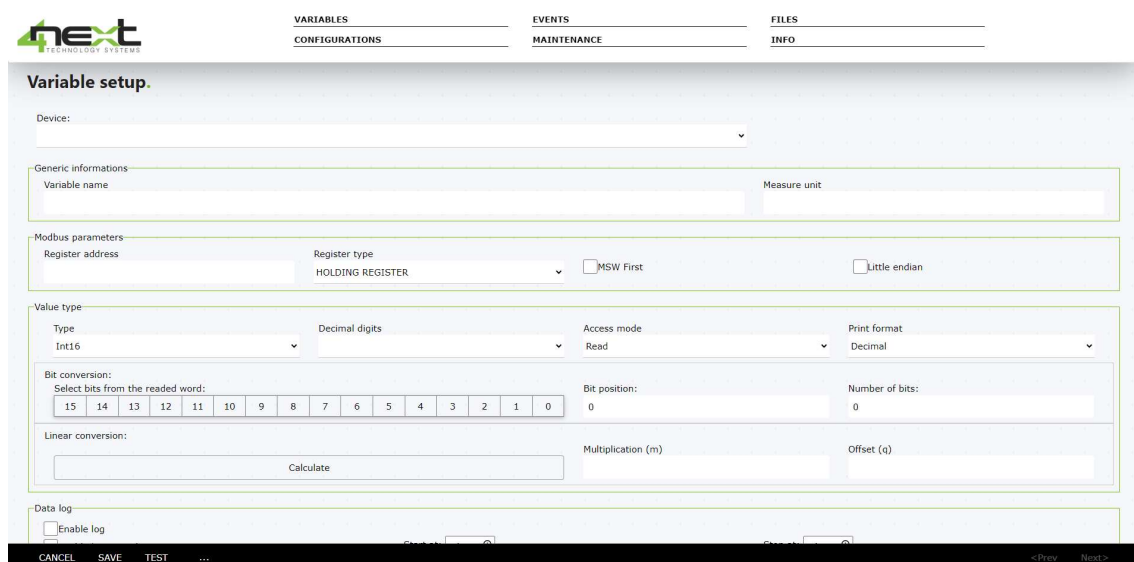 VARIABLES EVENTS FILES
4next CONFIGURATIONS MAINTENANCE INFO
TECHNOLOGY SYSTEMS
Variable setup.
Device:
Generic informations
Variable name Measure unit
Modbus parameters
Register address Register type
HOLDING REGISTER MSW First Little endian
Value type
Type Decimal digits Access mode Print format
Int16 Read Decimal
Bit conversion:
Select bits from the readed word: Bit position: Number of bits:
15 14 13 12 11 10 9 8 7 6 5 4 3 2 1 0 0 0
Linear conversion:
Multiplication (m) Offset (q)
Calculate
Data log
Enable log
CANCEL SAVE TEST ... <Prev Next>